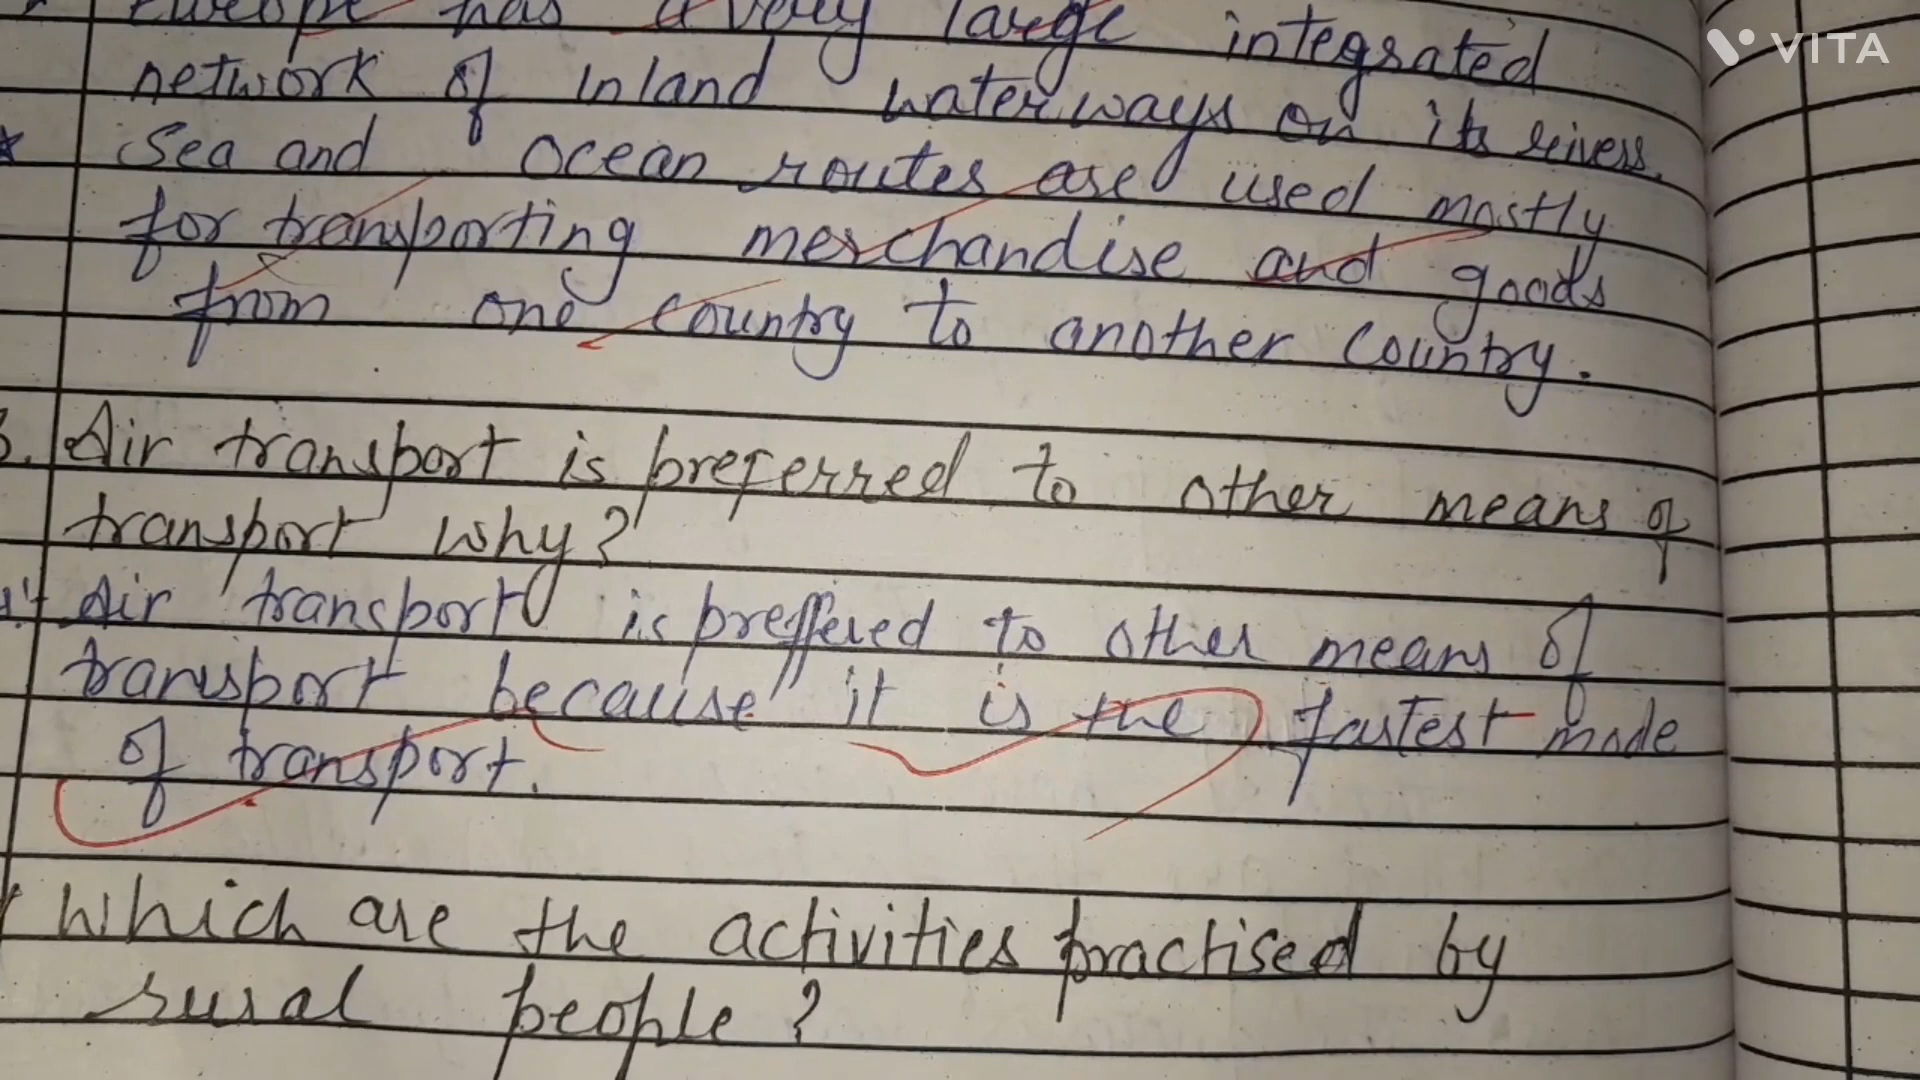 Europe has a very large integrated
VITA
network of inland waterways on its rivers.
Sea and ocean routes are used mostly
for transporting merchandise and goods
from one country to another country.
3. Air transport is preferred to other means of
transport why?
Air transport is preffered to other means of
transport because it is the fastest mode
of transport.
Which are the activities practised by
rural people?